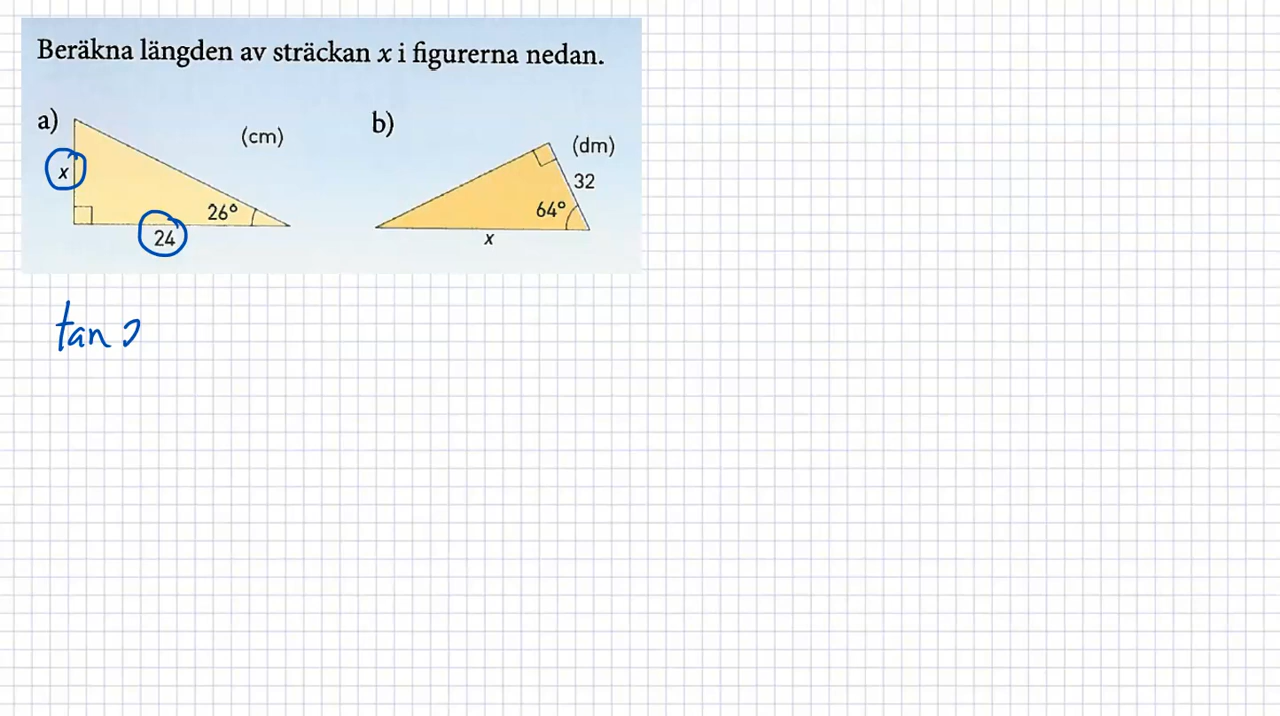 Beräkna längden av sträckan x i figurerna nedan.
a)
(cm)
x
26°
24
b)
(dm)
32
64°
x
tan